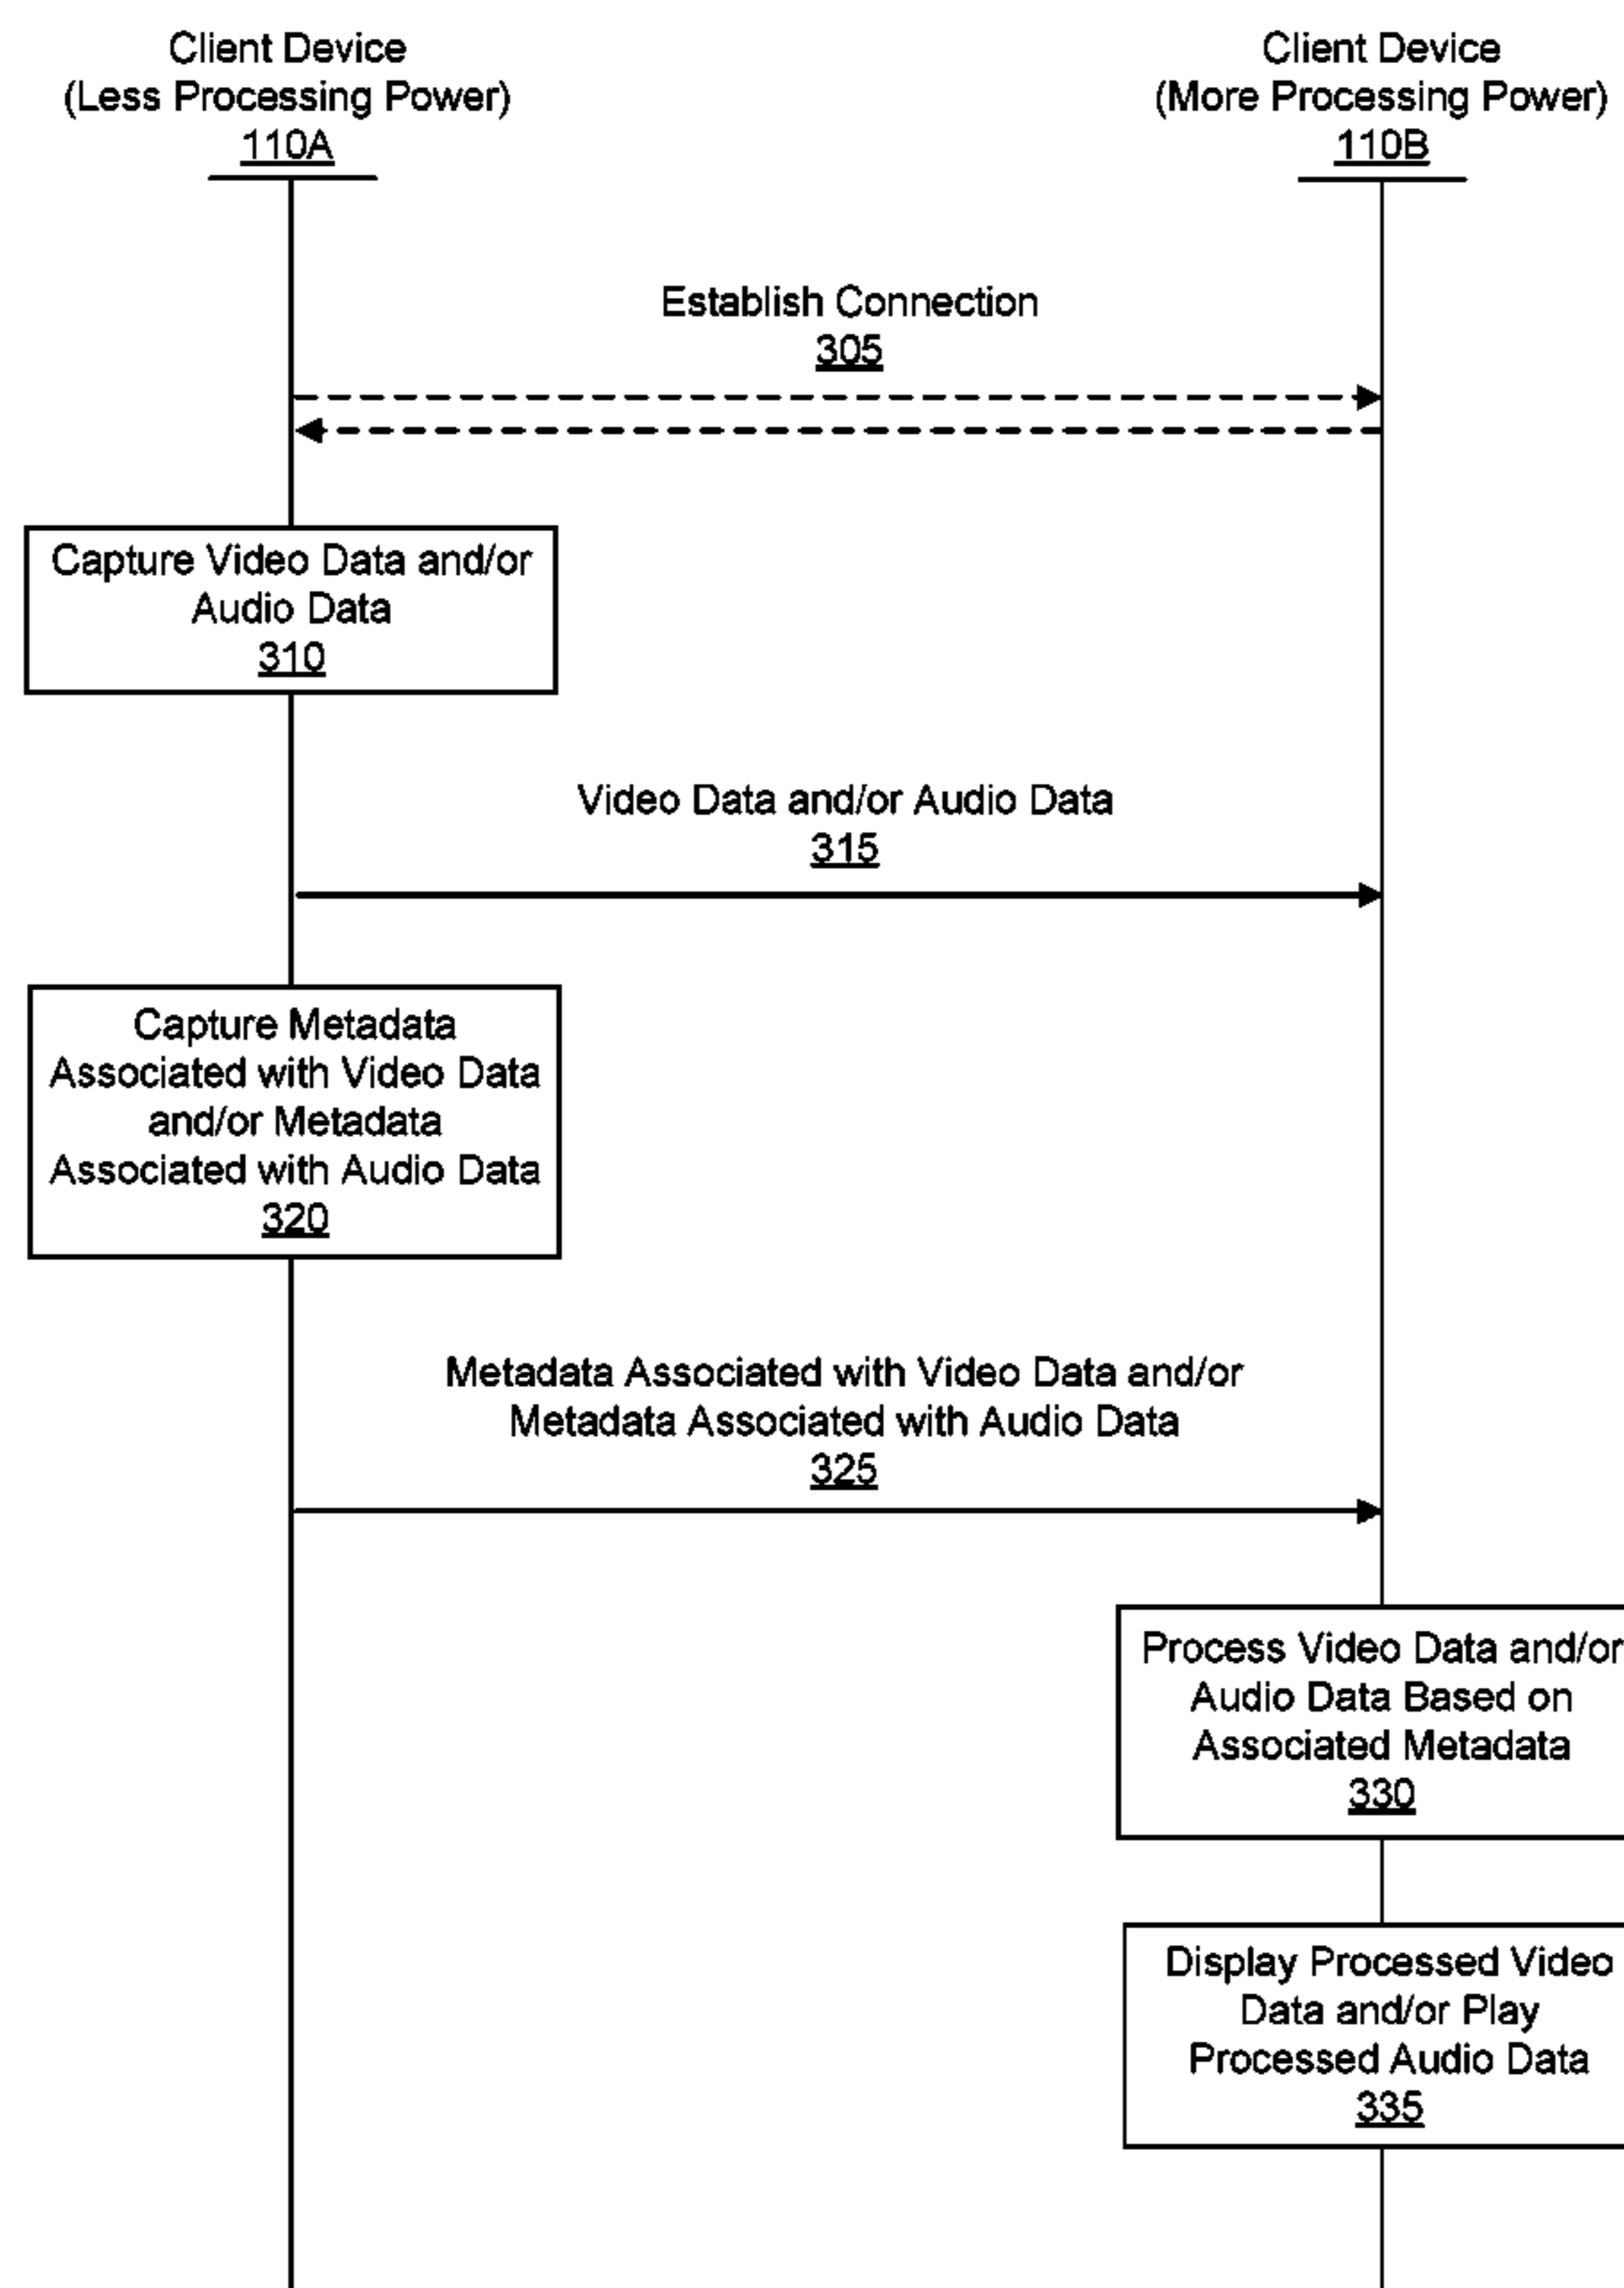 Client Device
(Less Processing Power)
110A
Client Device
(More Processing Power)
110B
Establish Connection
305
Capture Video Data and/or
Audio Data
310
Video Data and/or Audio Data
315
Capture Metadata
Associated with Video Data
and/or Metadata
Associated with Audio Data
320
Metadata Associated with Video Data and/or
Metadata Associated with Audio Data
325
Process Video Data and/or
Audio Data Based on
Associated Metadata
330
Display Processed Video
Data and/or Play
Processed Audio Data
335